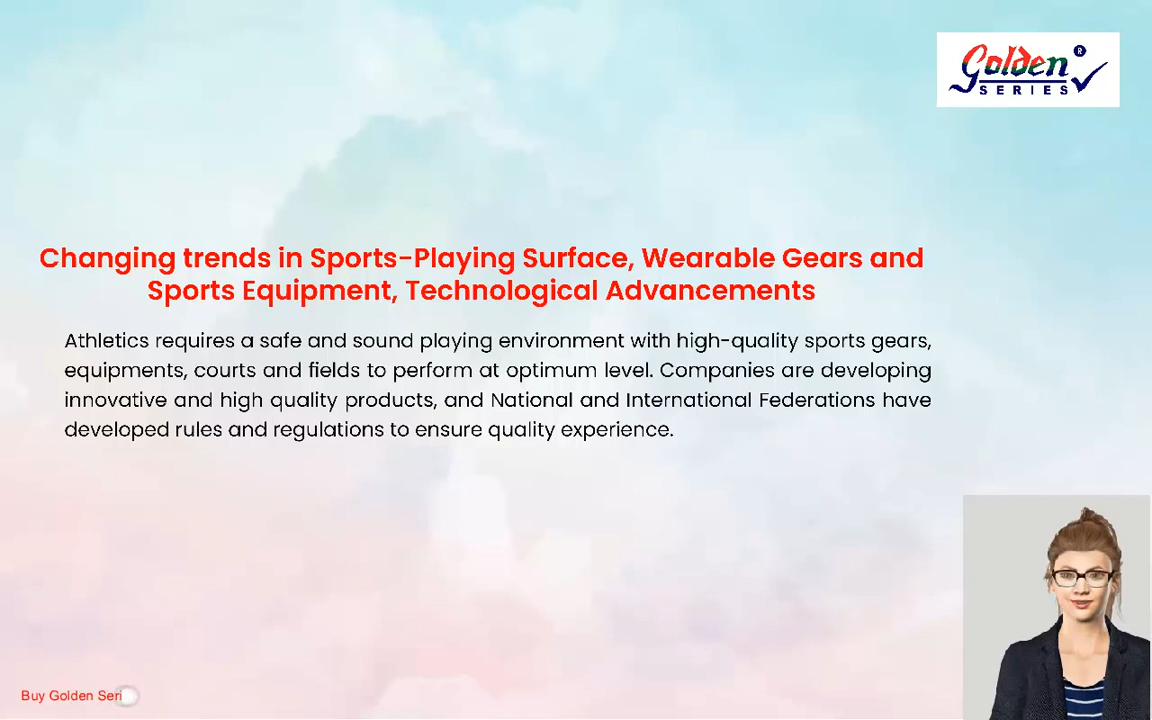 Golden®
SERIES
Changing trends in Sports-Playing Surface, Wearable Gears and
Sports Equipment, Technological Advancements
Athletics requires a safe and sound playing environment with high-quality sports gears,
equipments, courts and fields to perform at optimum level. Companies are developing
innovative and high quality products, and National and International Federations have
developed rules and regulations to ensure quality experience.
Buy Golden Seri